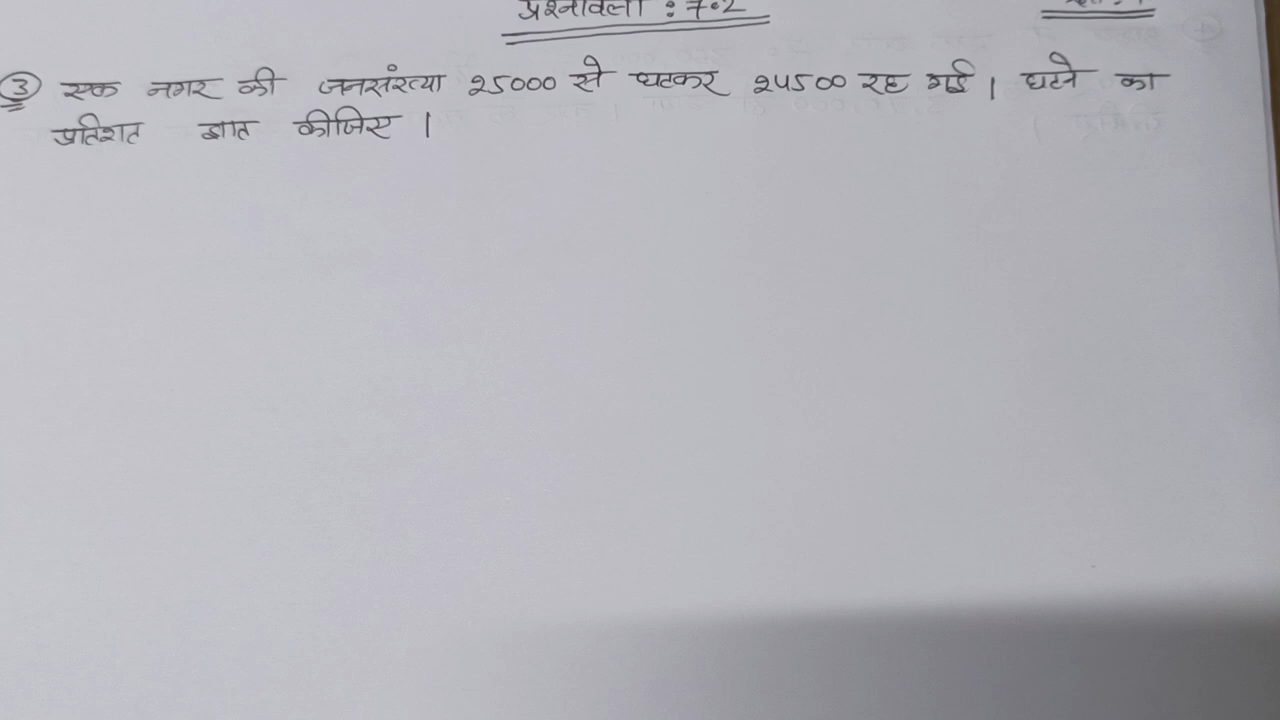 प्रश्नावली : 7.2
③ एक नगर की जनसंख्या 25000 से घटकर 24500 रह गई। घटने का
प्रतिशत ज्ञात कीजिए।